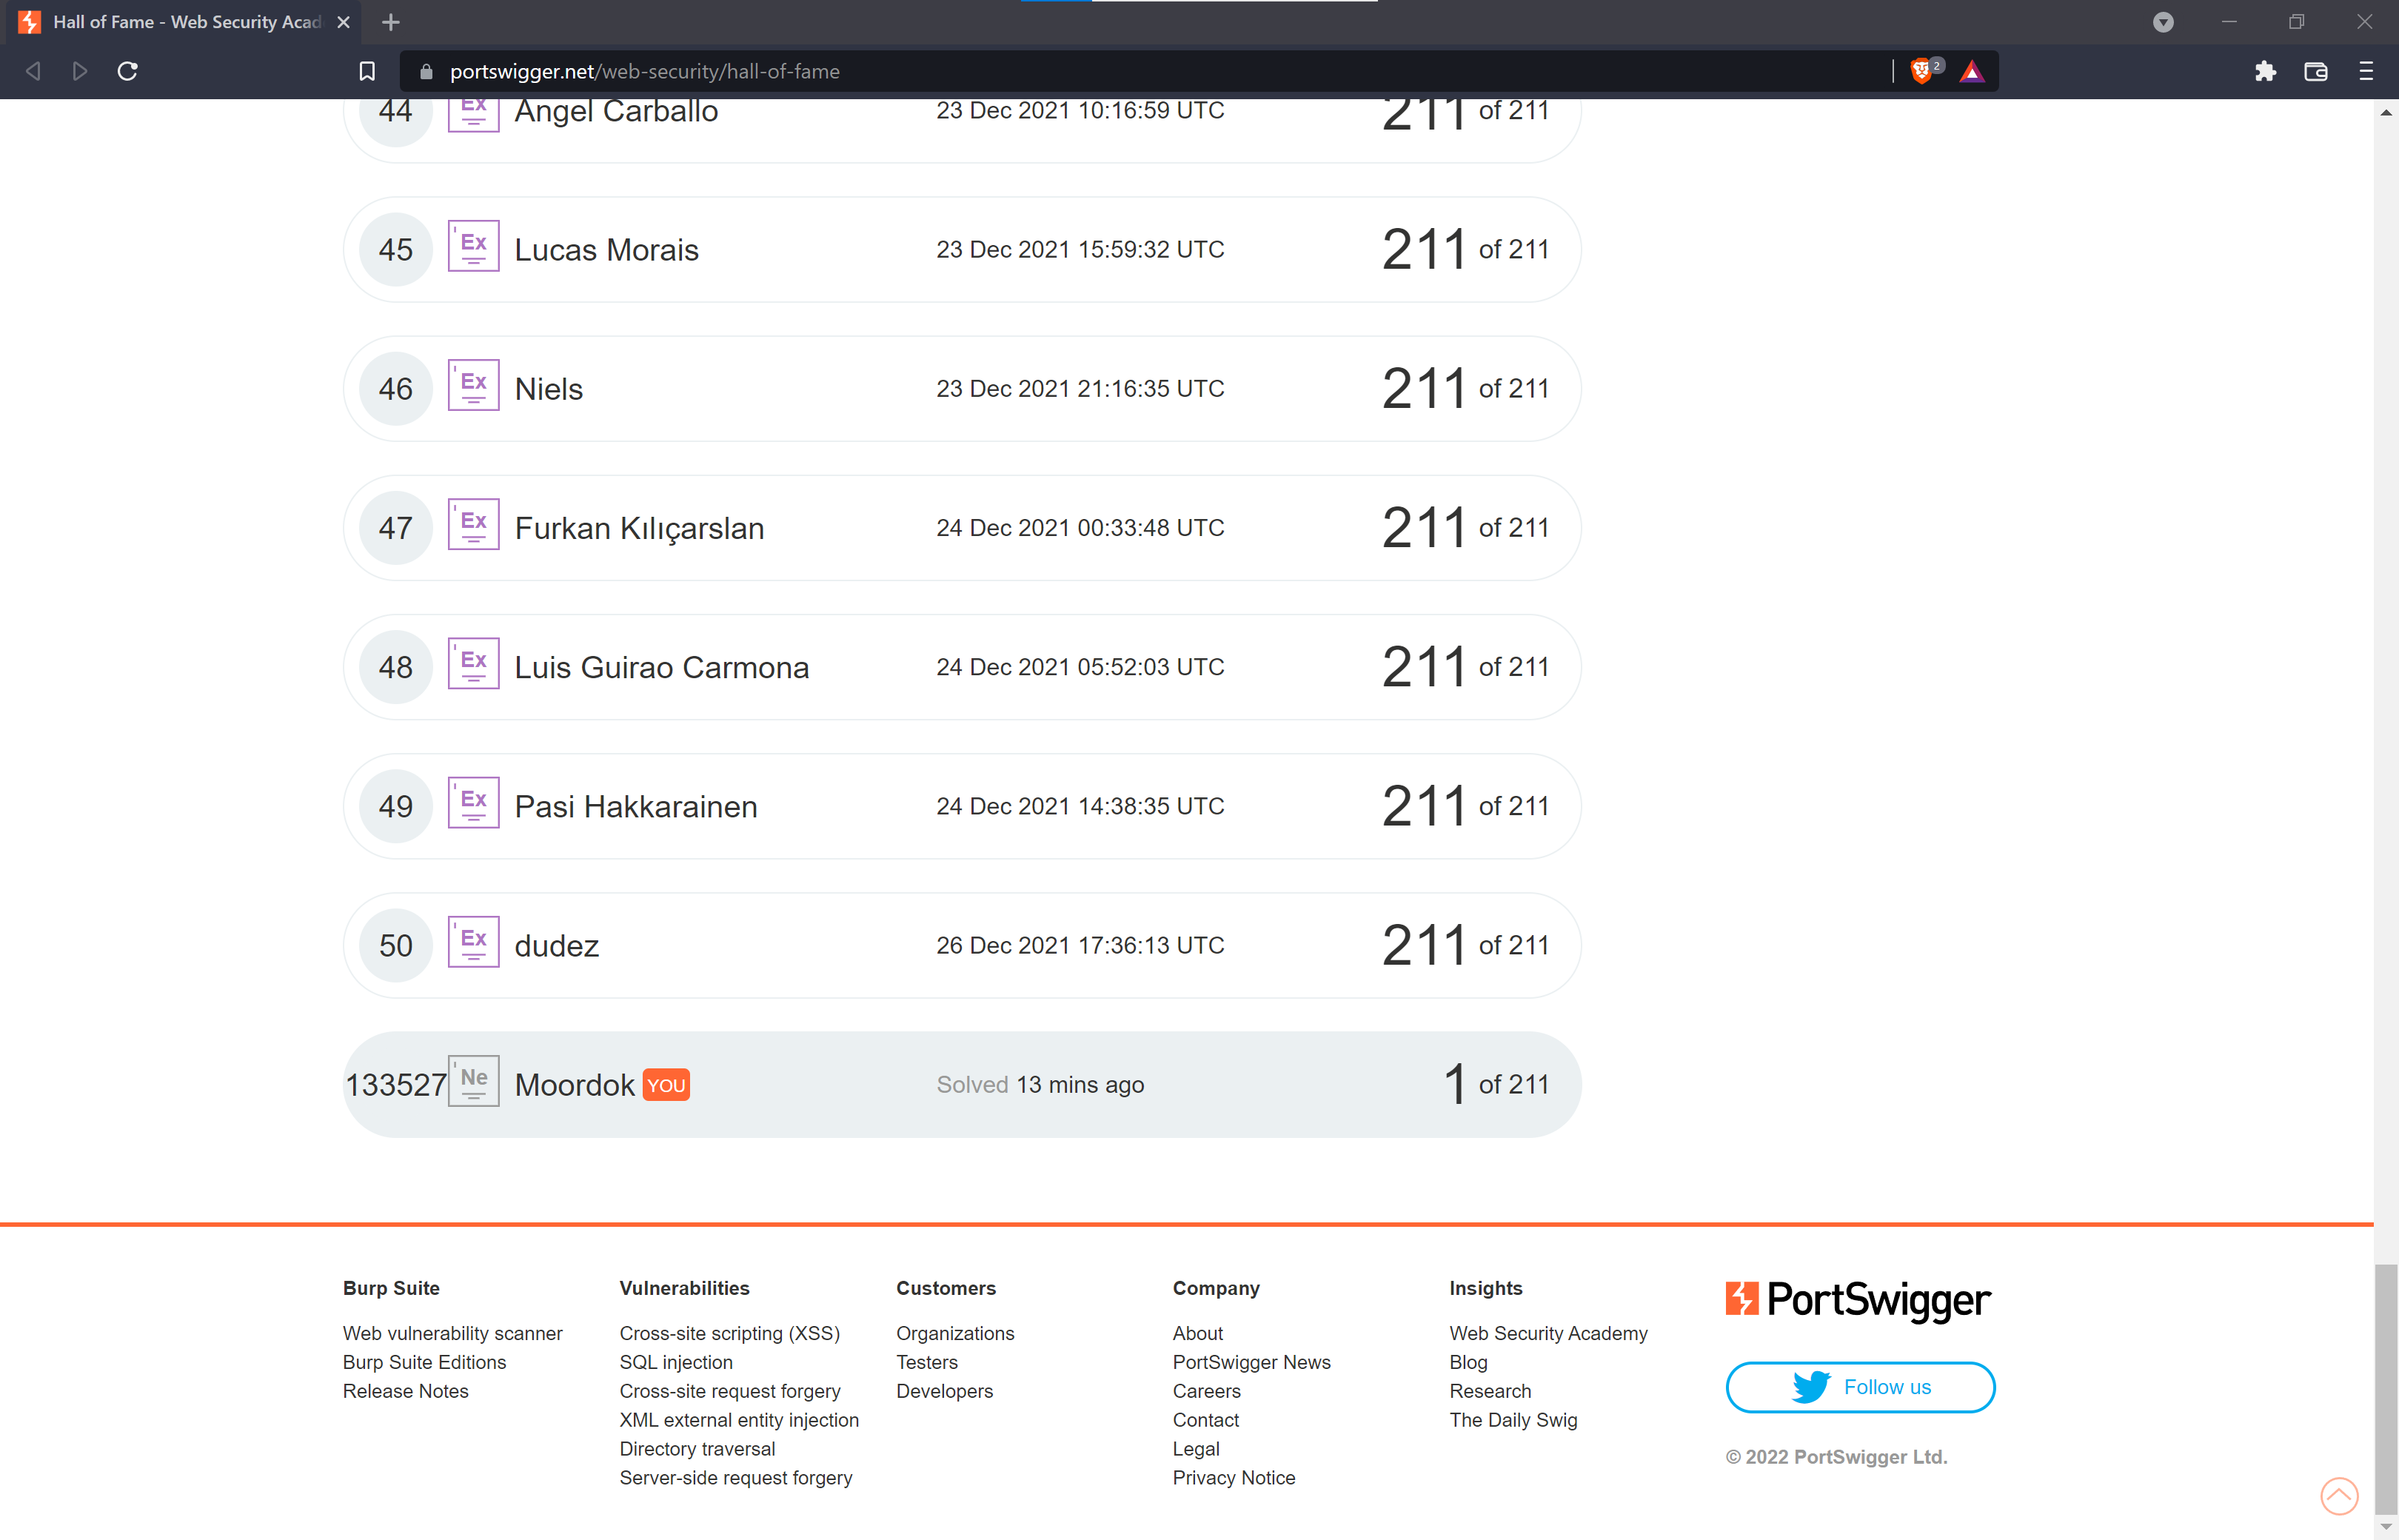 Hall of Fame - Web Security Acad
portswigger.net/web-security/hall-of-fame
2
44 Ex Angel Carballo 23 Dec 2021 10:16:59 UTC 211 of 211
45 Ex Lucas Morais 23 Dec 2021 15:59:32 UTC 211 of 211
46 Ex Niels 23 Dec 2021 21:16:35 UTC 211 of 211
47 Ex Furkan Kılıçarslan 24 Dec 2021 00:33:48 UTC 211 of 211
48 Ex Luis Guirao Carmona 24 Dec 2021 05:52:03 UTC 211 of 211
49 Ex Pasi Hakkarainen 24 Dec 2021 14:38:35 UTC 211 of 211
50 Ex dudez 26 Dec 2021 17:36:13 UTC 211 of 211
133527 Ne Moordok YOU Solved 13 mins ago 1 of 211
Burp Suite
Web vulnerability scanner
Burp Suite Editions
Release Notes
Vulnerabilities
Cross-site scripting (XSS)
SQL injection
Cross-site request forgery
XML external entity injection
Directory traversal
Server-side request forgery
Customers
Organizations
Testers
Developers
Company
About
PortSwigger News
Careers
Contact
Legal
Privacy Notice
Insights
Web Security Academy
Blog
Research
The Daily Swig
PortSwigger
Follow us
© 2022 PortSwigger Ltd.